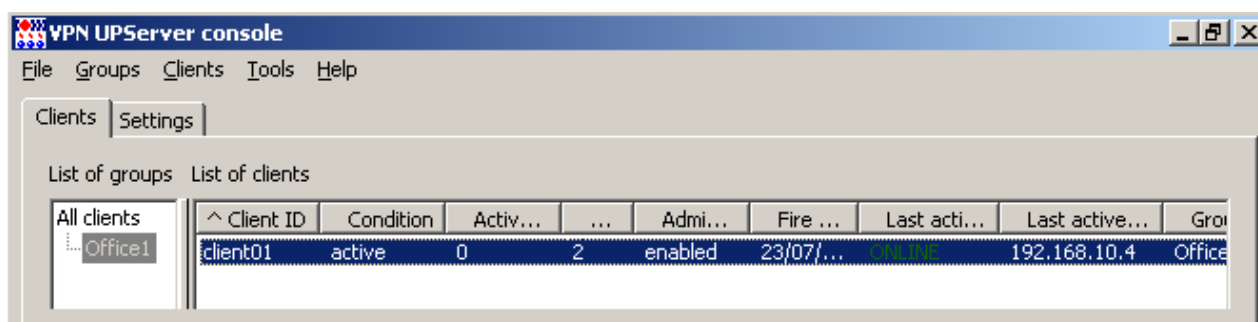 VPN UPServer console
File Groups Clients Tools Help
Clients Settings
List of groups List of clients
All clients ^ Client ID Condition Activ... ... Admi... Fire ... Last acti... Last active... Grou
Office1 client01 active 0 2 enabled 23/07/... ONLINE 192.168.10.4 Office